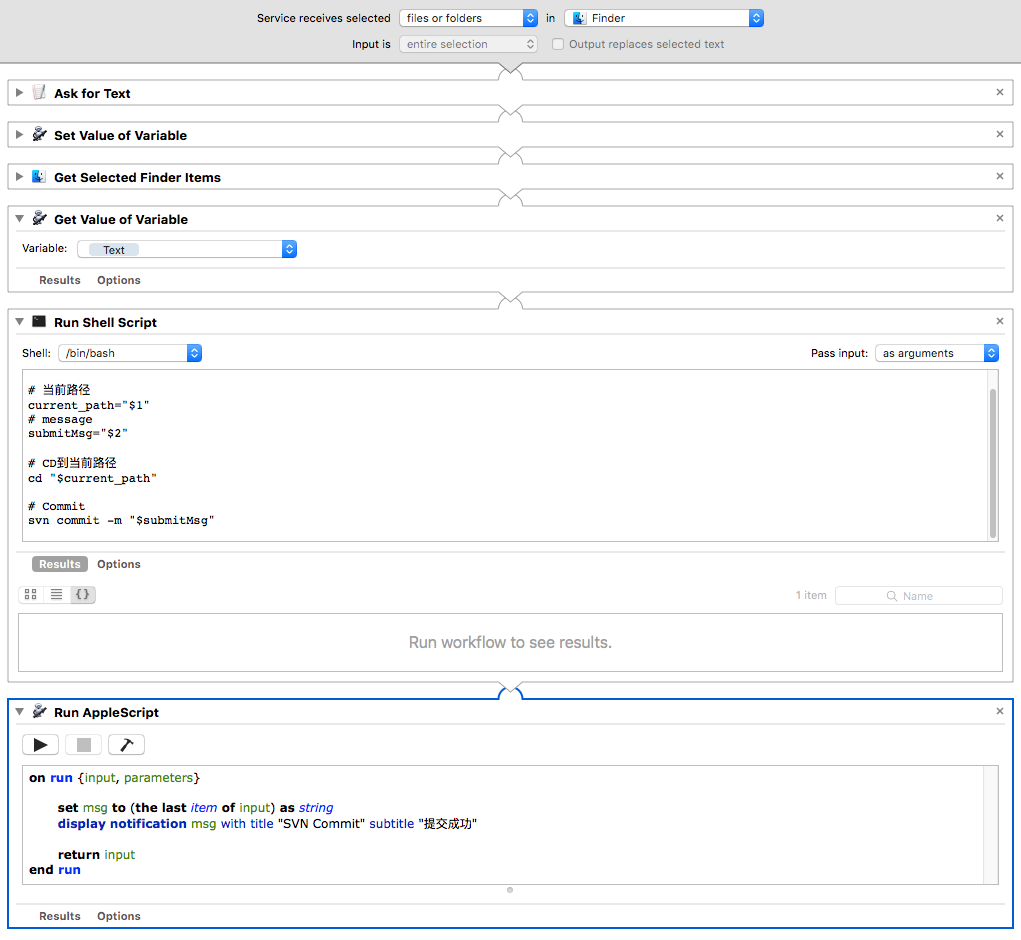 Service receives selected files or folders in Finder
Input is entire selection Output replaces selected text
Ask for Text
Set Value of Variable
Get Selected Finder Items
Get Value of Variable
Variable: Text
Results Options
Run Shell Script
Shell: /bin/bash Pass input: as arguments
# 当前路径
current_path="$1"
# message
submitMsg="$2"
# CD到当前路径
cd "$current_path"
# Commit
svn commit -m "$submitMsg"
Results Options
1 item Name
Run workflow to see results.
Run AppleScript
on run {input, parameters}
set msg to (the last item of input) as string
display notification msg with title "SVN Commit" subtitle "提交成功"
return input
end run
Results Options